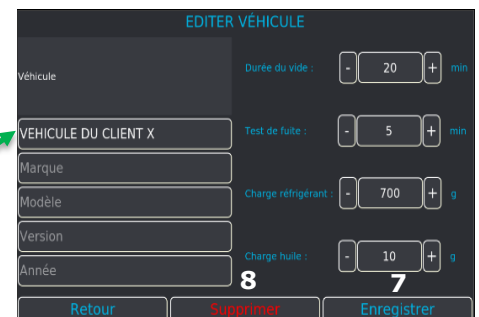 EDITER VÉHICULE
Véhicule
VEHICULE DU CLIENT X
Marque
Modèle
Version
Année
Durée du vide : - 20 + min
Test de fuite : - 5 + min
Charge réfrigérant : - 700 + g
Charge huile : - 10 + g
8 7
Retour Supprimer Enregistrer